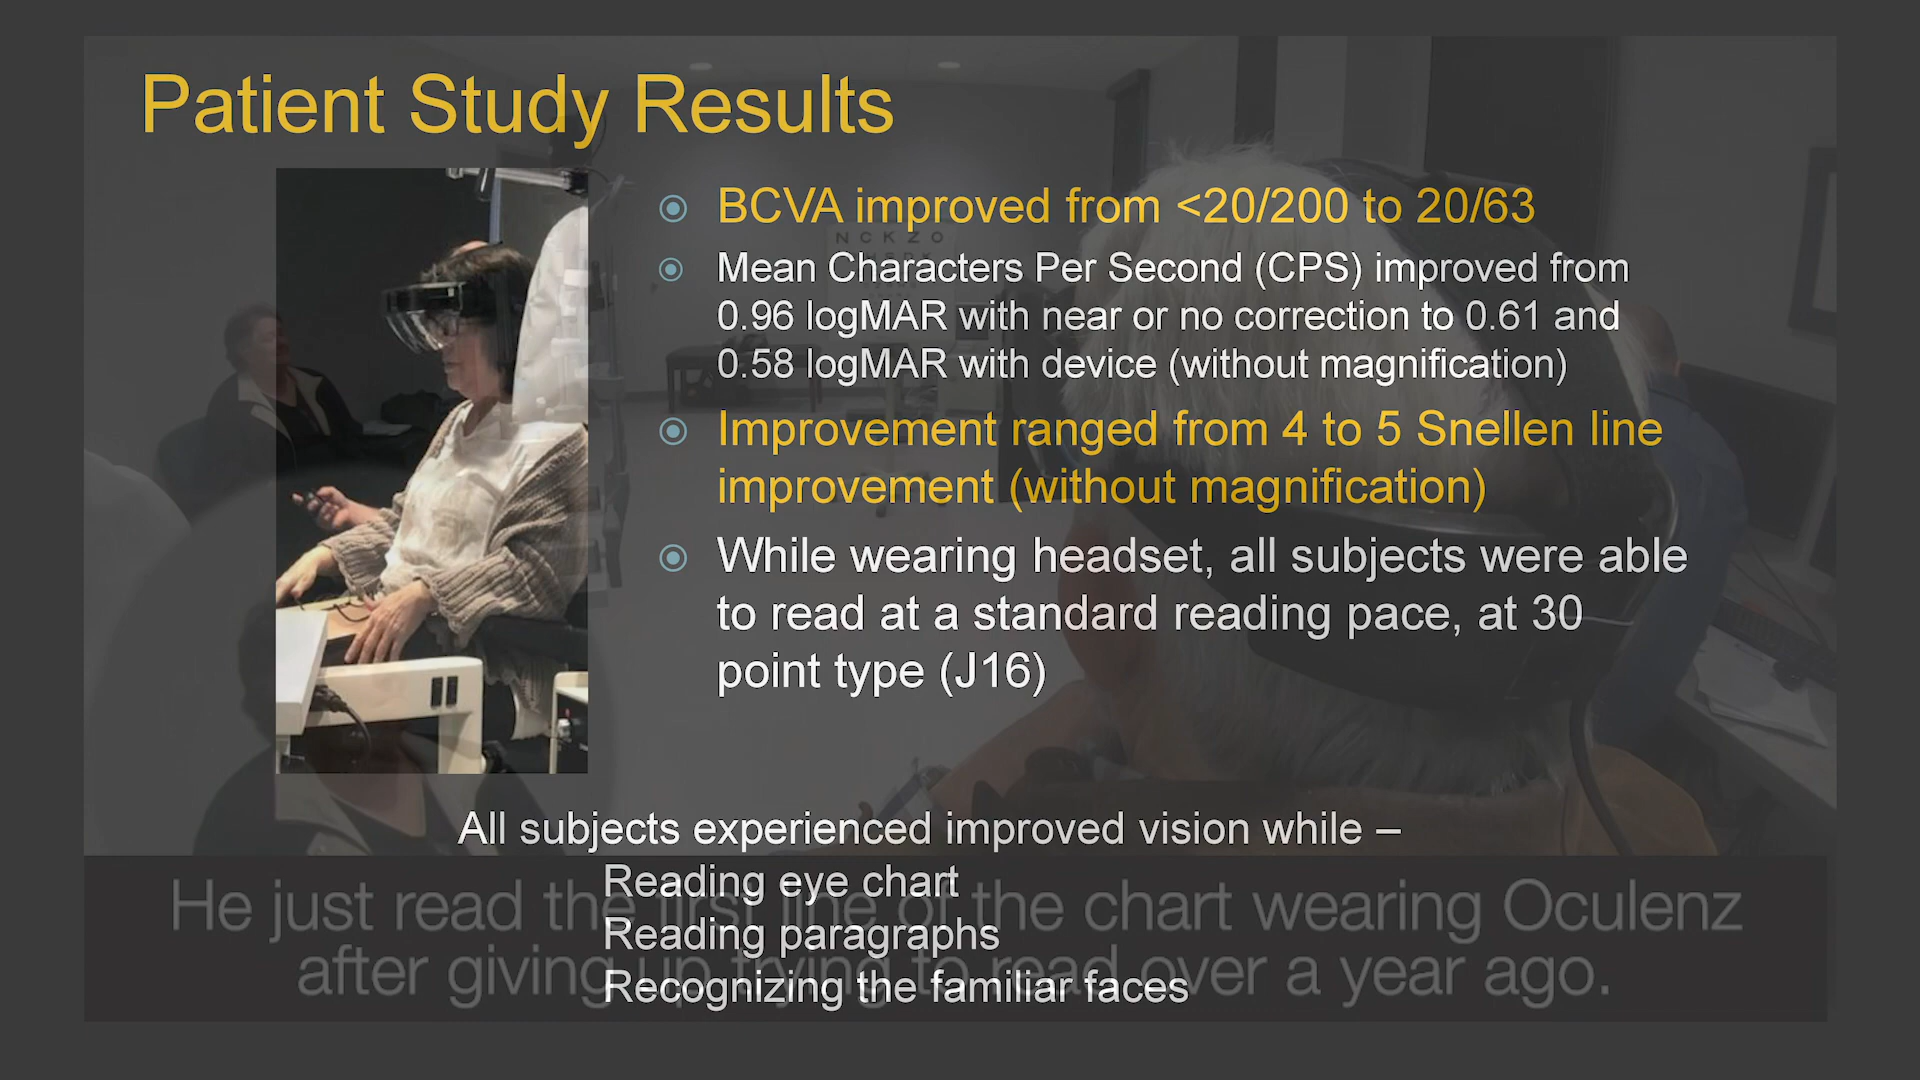 Patient Study Results
BCVA improved from <20/200 to 20/63
NCKZO
Mean Characters Per Second (CPS) improved from
0.96 logMAR with near or no correction to 0.61 and
0.58 logMAR with device (without magnification)
Improvement ranged from 4 to 5 Snellen line
improvement (without magnification)
While wearing headset, all subjects were able
to read at a standard reading pace, at 30
point type (J16)
All subjects experienced improved vision while –
Reading eye chart
Reading paragraphs
Recognizing the familiar faces
He just read the first line of the chart wearing Oculenz
after giving up trying to read over a year ago.